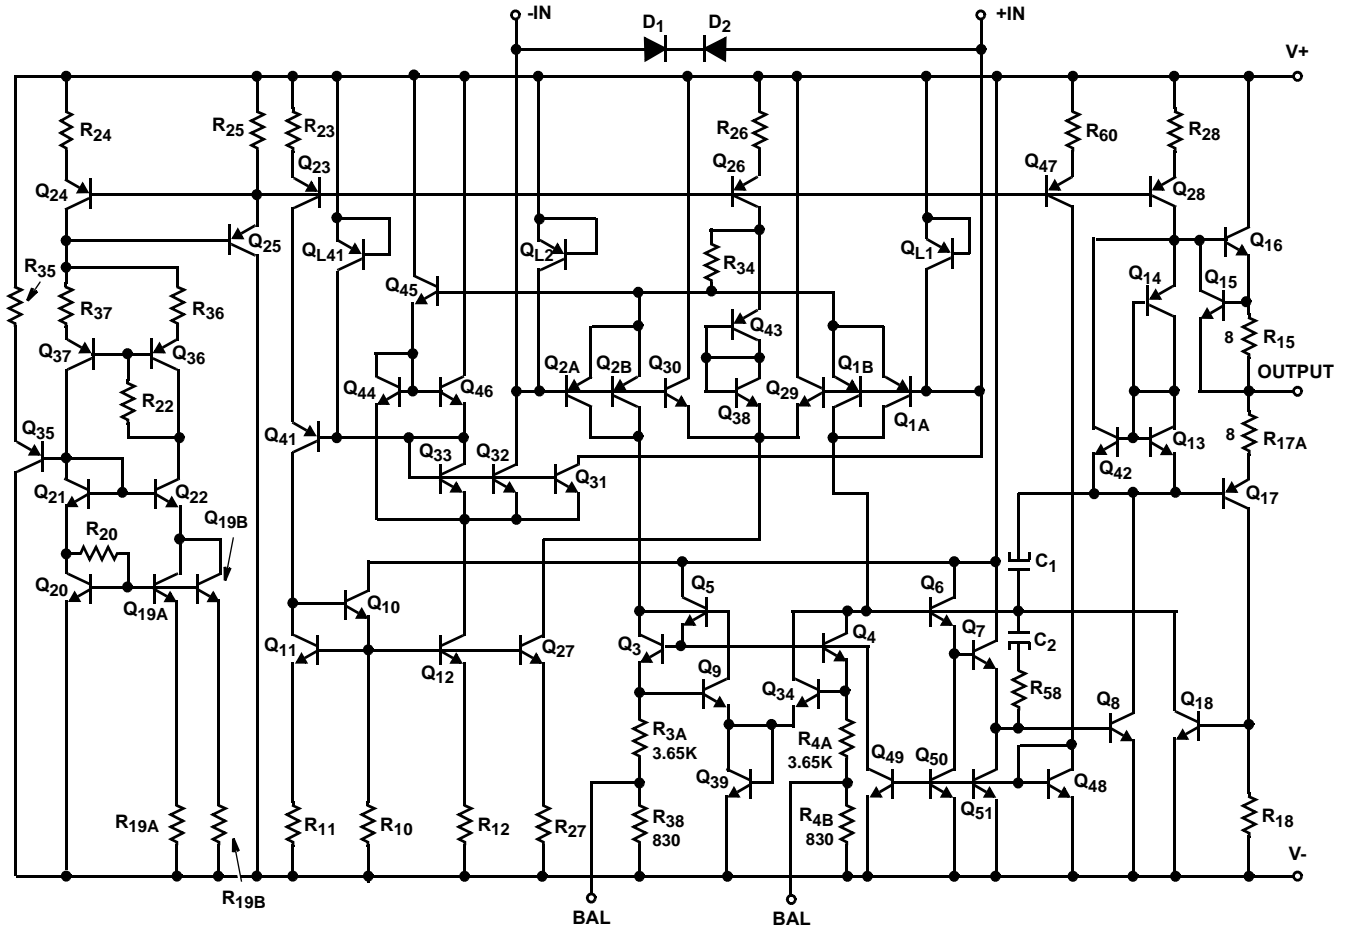 -IN
D1 D2
+IN
V+
R24
R25
R23
R26
R60
R28
Q23
Q24
Q26
Q47
Q28
Q25
QL41
QL2
QL1
Q16
R35
R34
Q14
Q15
Q45
R37
R36
Q43
8
R15
Q37
Q36
Q44
Q46
Q2A
Q2B
Q30
Q29
Q1B
OUTPUT
R22
Q38
Q1A
Q35
Q41
Q33
Q32
Q31
Q42
Q13
8
R17A
Q21
Q22
Q17
R20
Q19B
C1
Q20
Q19A
Q10
Q5
Q6
Q11
Q12
Q27
Q3
Q4
Q7
C2
Q9
Q34
R58
Q8
Q18
R3A
3.65K
R4A
3.65K
Q49
Q50
Q39
Q51
Q48
R19A
R11
R10
R12
R27
R38
830
R4B
830
R18
V-
R19B
BAL
BAL